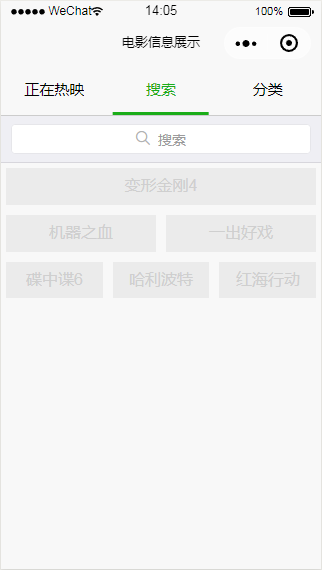 WeChat 14:05 100%
电影信息展示
正在热映 搜索 分类
搜索
变形金刚4
机器之血 一出好戏
碟中谍6 哈利波特 红海行动